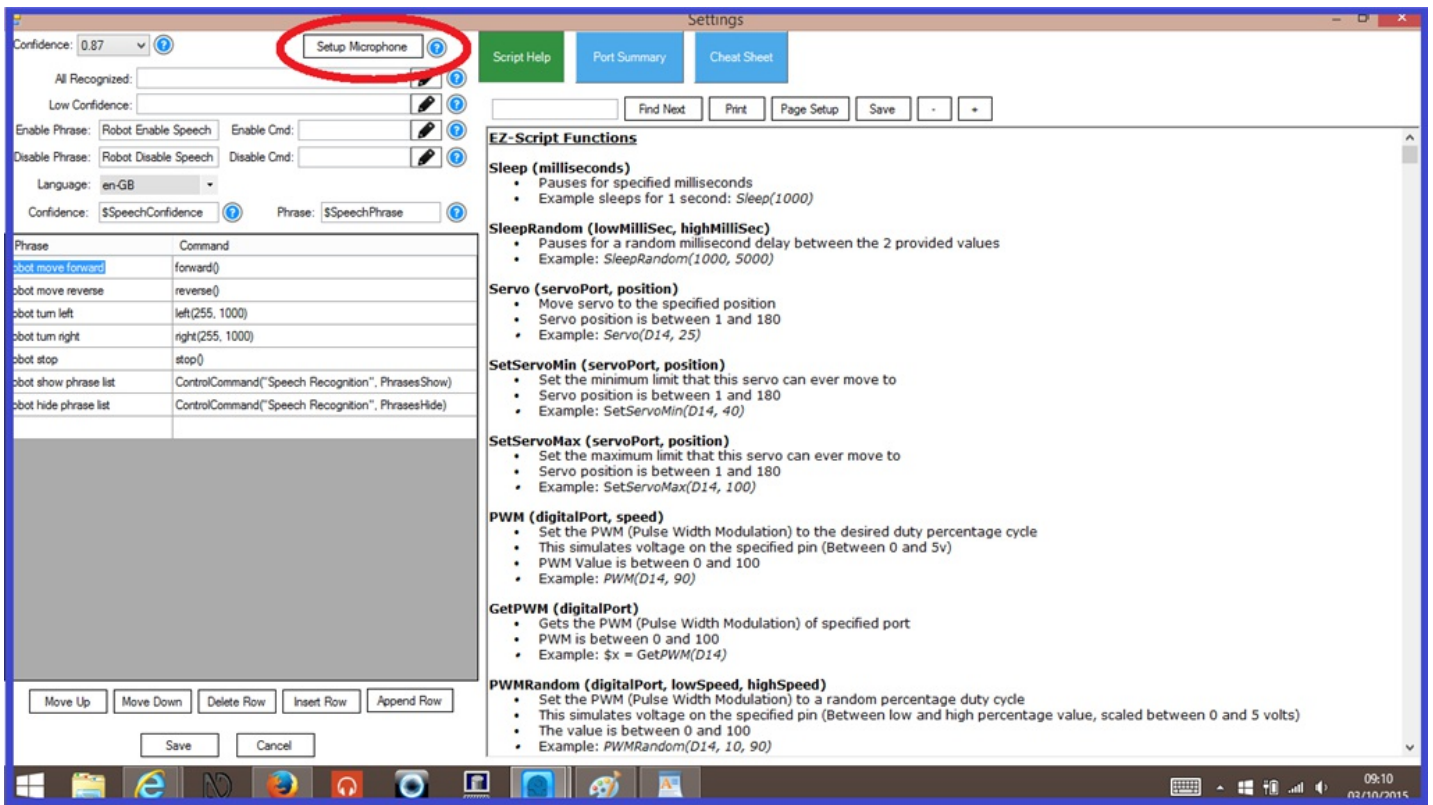 Settings
Confidence: 0.87
Setup Microphone
All Recognized:
Low Confidence:
Enable Phrase: Robot Enable Speech Enable Cmd:
Disable Phrase: Robot Disable Speech Disable Cmd:
Language: en-GB
Confidence: $SpeechConfidence Phrase: $SpeechPhrase
Phrase Command
obot move forward forward()
obot move reverse reverse()
obot turn left left(255, 1000)
obot turn right right(255, 1000)
obot stop stop()
obot show phrase list ControlCommand("Speech Recognition", PhrasesShow)
obot hide phrase list ControlCommand("Speech Recognition", PhrasesHide)
Move Up Move Down Delete Row Insert Row Append Row
Save Cancel
Script Help Port Summary Cheat Sheet
Find Next Print Page Setup Save - +
EZ-Script Functions
Sleep (milliseconds)
• Pauses for specified milliseconds
• Example sleeps for 1 second: Sleep(1000)
SleepRandom (lowMilliSec, highMilliSec)
• Pauses for a random millisecond delay between the 2 provided values
• Example: SleepRandom(1000, 5000)
Servo (servoPort, position)
• Move servo to the specified position
• Servo position is between 1 and 180
• Example: Servo(D14, 25)
SetServoMin (servoPort, position)
• Set the minimum limit that this servo can ever move to
• Servo position is between 1 and 180
• Example: SetServoMin(D14, 40)
SetServoMax (servoPort, position)
• Set the maximum limit that this servo can ever move to
• Servo position is between 1 and 180
• Example: SetServoMax(D14, 100)
PWM (digitalPort, speed)
• Set the PWM (Pulse Width Modulation) to the desired duty percentage cycle
• This simulates voltage on the specified pin (Between 0 and 5v)
• PWM Value is between 0 and 100
• Example: PWM(D14, 90)
GetPWM (digitalPort)
• Gets the PWM (Pulse Width Modulation) of specified port
• PWM is between 0 and 100
• Example: $x = GetPWM(D14)
PWMRandom (digitalPort, lowSpeed, highSpeed)
• Set the PWM (Pulse Width Modulation) to a random percentage duty cycle
• This simulates voltage on the specified pin (Between low and high percentage value, scaled between 0 and 5 volts)
• The value is between 0 and 100
• Example: PWMRandom(D14, 10, 90)
09:10
03/10/2015